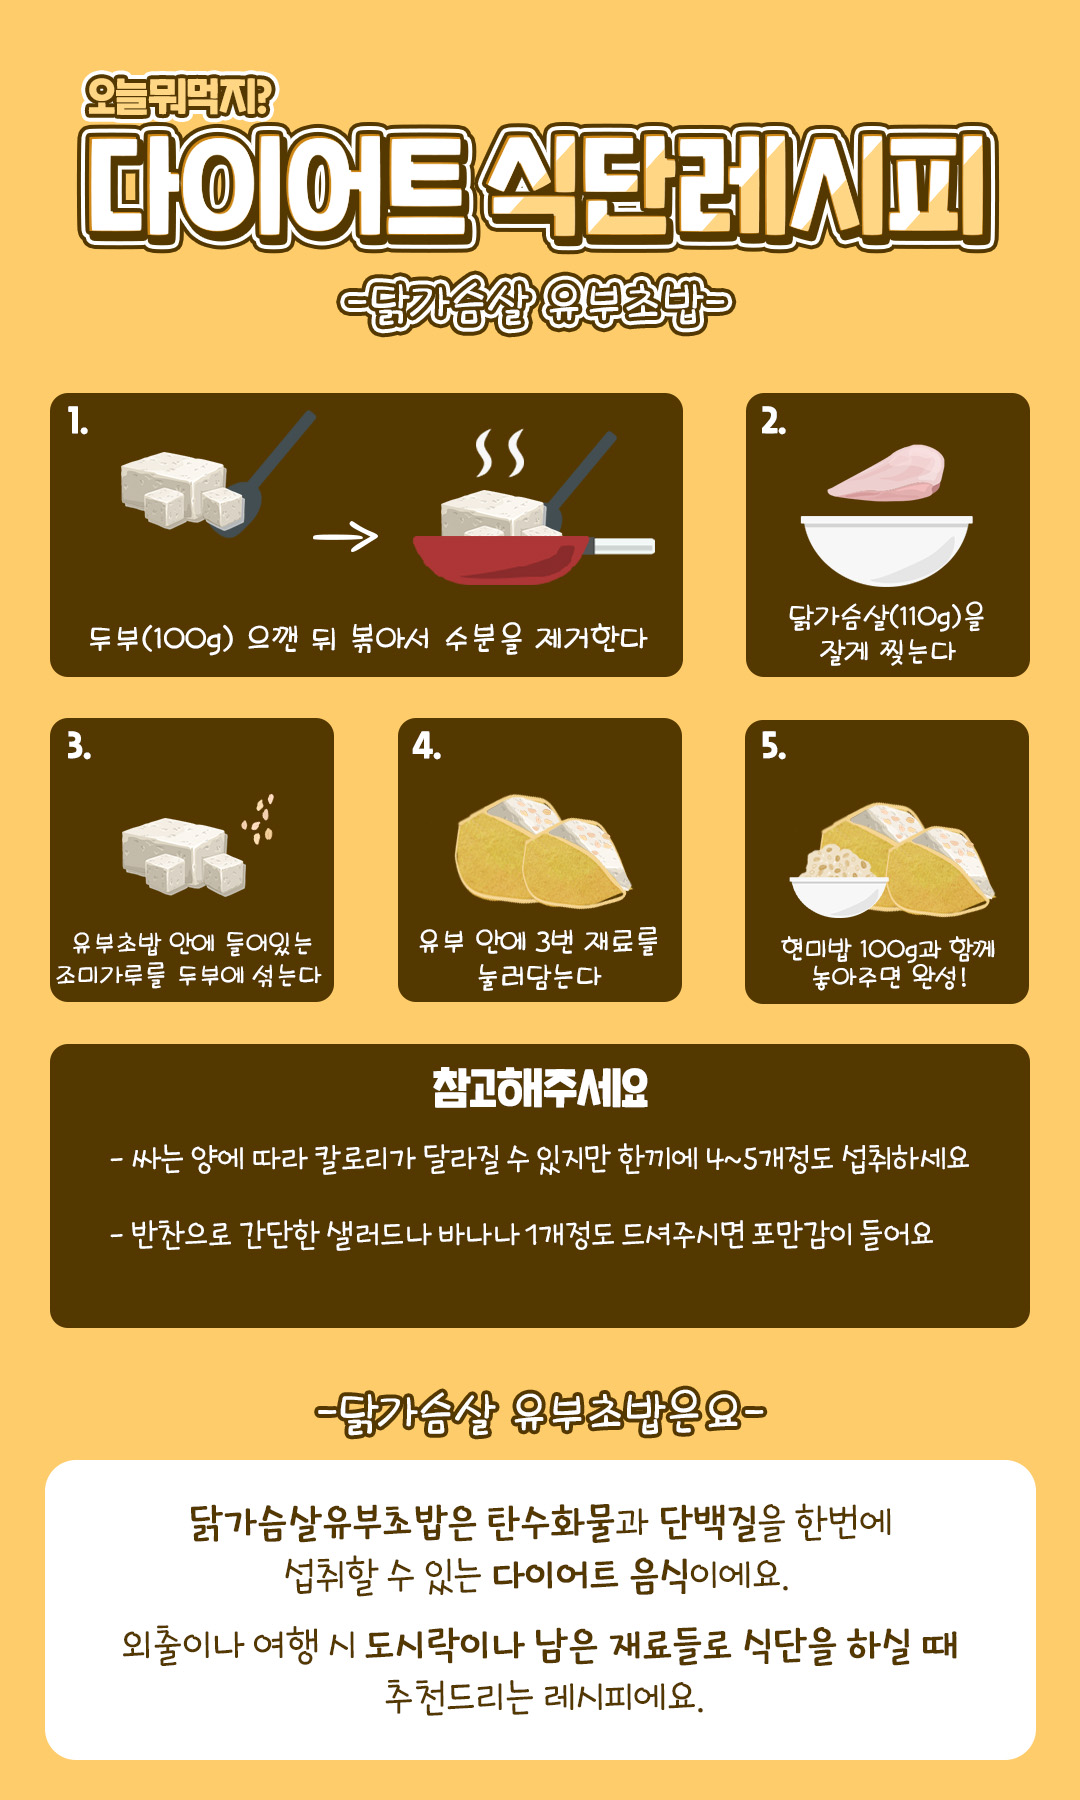 오늘뭐먹지?
다이어트 식단레시피
-닭가슴살 유부초밥-
1.
두부(100g) 으깬 뒤 볶아서 수분을 제거한다
2.
닭가슴살(110g)을
잘게 찢는다
3.
유부초밥 안에 들어있는
조미가루를 두부에 섞는다
4.
유부 안에 3번 재료를
눌러담는다
5.
현미밥 100g과 함께
놓아주면 완성!
참고해주세요
- 싸는 양에 따라 칼로리가 달라질 수 있지만 한끼에 4~5개정도 섭취하세요
- 반찬으로 간단한 샐러드나 바나나 1개정도 드셔주시면 포만감이 들어요
-닭가슴살 유부초밥은요-
닭가슴살유부초밥은 탄수화물과 단백질을 한번에
섭취할 수 있는 다이어트 음식이에요.
외출이나 여행 시 도시락이나 남은 재료들로 식단을 하실 때
추천드리는 레시피에요.